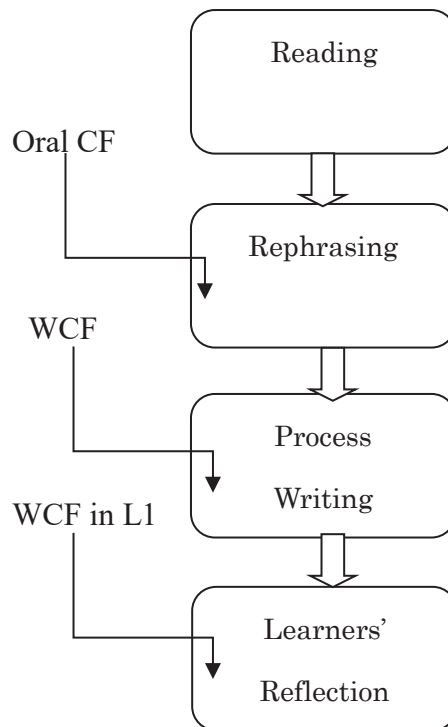 Reading
Oral CF
Rephrasing
WCF
Process
Writing
WCF in L1
Learners’
Reflection